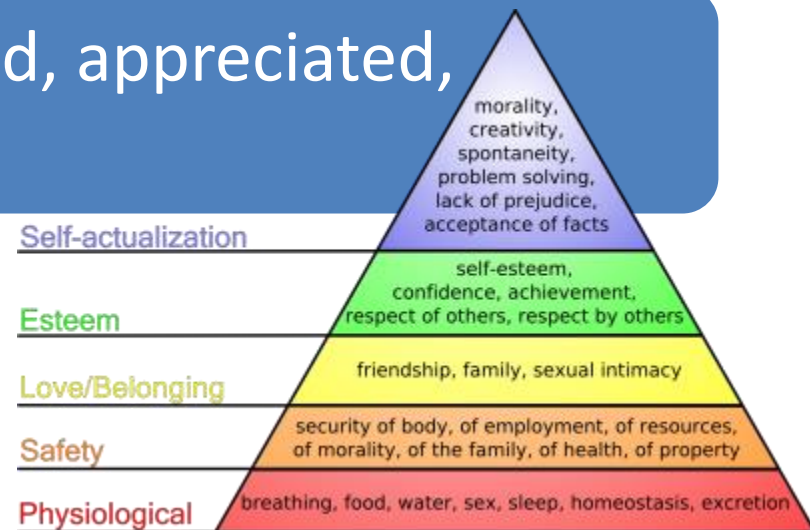 d, appreciated,
morality,
creativity,
spontaneity,
problem solving,
lack of prejudice,
acceptance of facts
Self-actualization
self-esteem,
confidence, achievement,
respect of others, respect by others
Esteem
friendship, family, sexual intimacy
Love/Belonging
security of body, of employment, of resources,
of morality, of the family, of health, of property
Safety
breathing, food, water, sex, sleep, homeostasis, excretion
Physiological